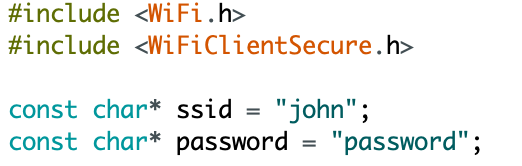 #include <WiFi.h>
#include <WiFiClientSecure.h>
const char* ssid = "john";
const char* password = "password";